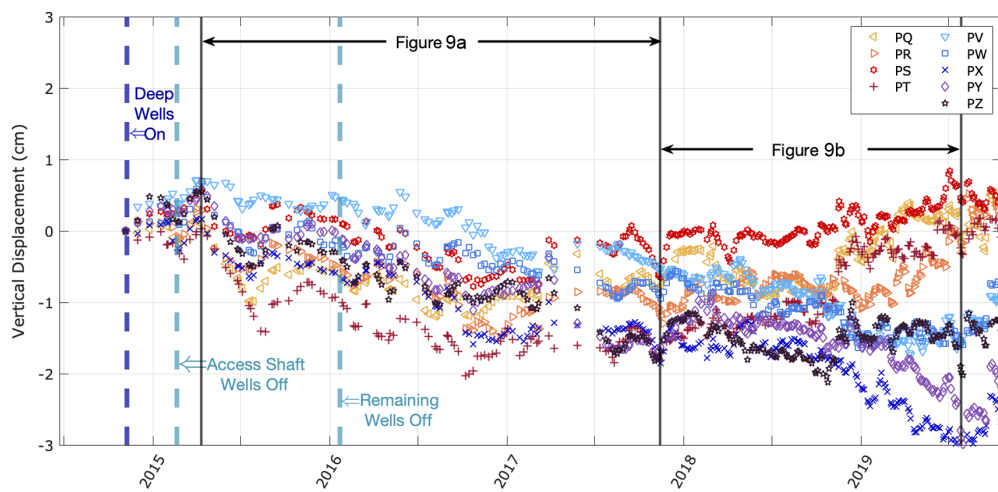 3
2
1
0
-1
-2
-3
Vertical Displacement (cm)
2015
2016
2017
2018
2019
Deep
Wells
⇐On
⇐Access Shaft
Wells Off
⇐Remaining
Wells Off
Figure 9a
Figure 9b
PQ
PR
PS
PT
PV
PW
PX
PY
PZ